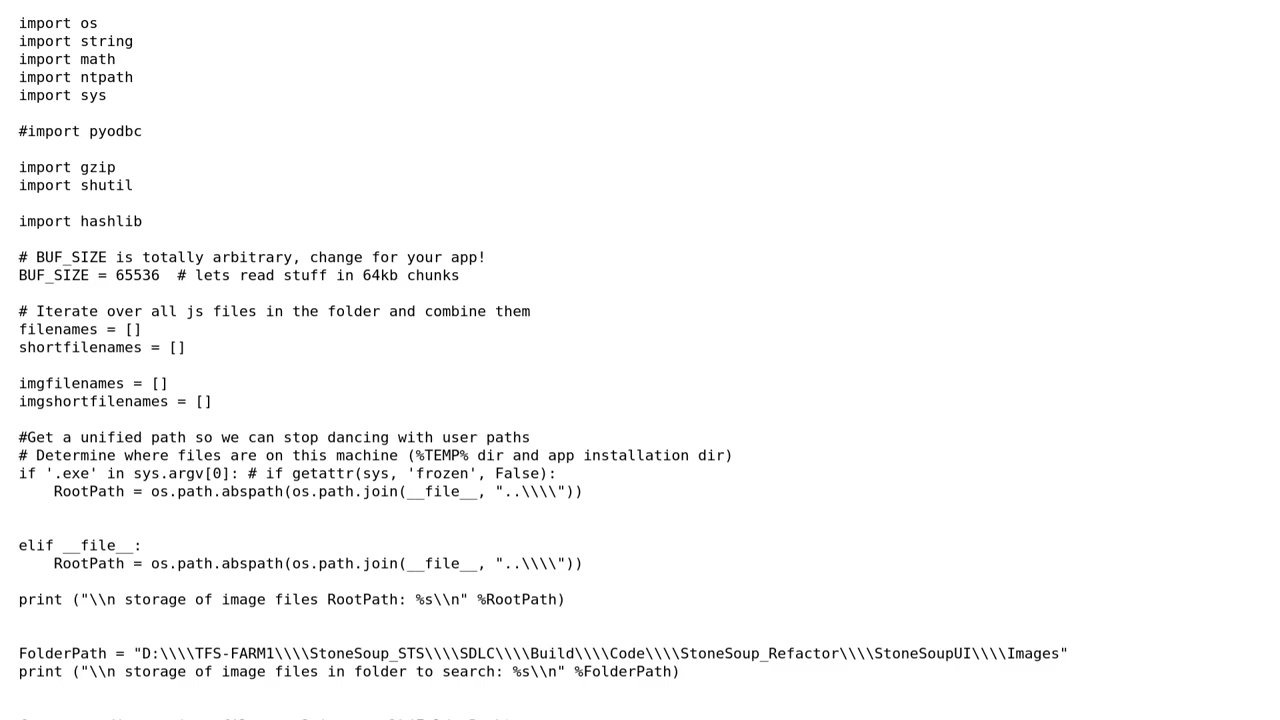 import os
import string
import math
import ntpath
import sys
#import pyodbc
import gzip
import shutil
import hashlib
# BUF_SIZE is totally arbitrary, change for your app!
BUF_SIZE = 65536  # lets read stuff in 64kb chunks
# Iterate over all js files in the folder and combine them
filenames = []
shortfilenames = []
imgfilenames = []
imgshortfilenames = []
#Get a unified path so we can stop dancing with user paths
# Determine where files are on this machine (%TEMP% dir and app installation dir)
if '.exe' in sys.argv[0]: # if getattr(sys, 'frozen', False):
    RootPath = os.path.abspath(os.path.join(__file__, "..\\\\"))
elif __file__:
    RootPath = os.path.abspath(os.path.join(__file__, "..\\\\"))
print ("\\n storage of image files RootPath: %s\\n" %RootPath)
FolderPath = "D:\\\\TFS-FARM1\\\\StoneSoup_STS\\\\SDLC\\\\Build\\\\Code\\\\StoneSoup_Refactor\\\\StoneSoupUI\\\\Images"
print ("\\n storage of image files in folder to search: %s\\n" %FolderPath)